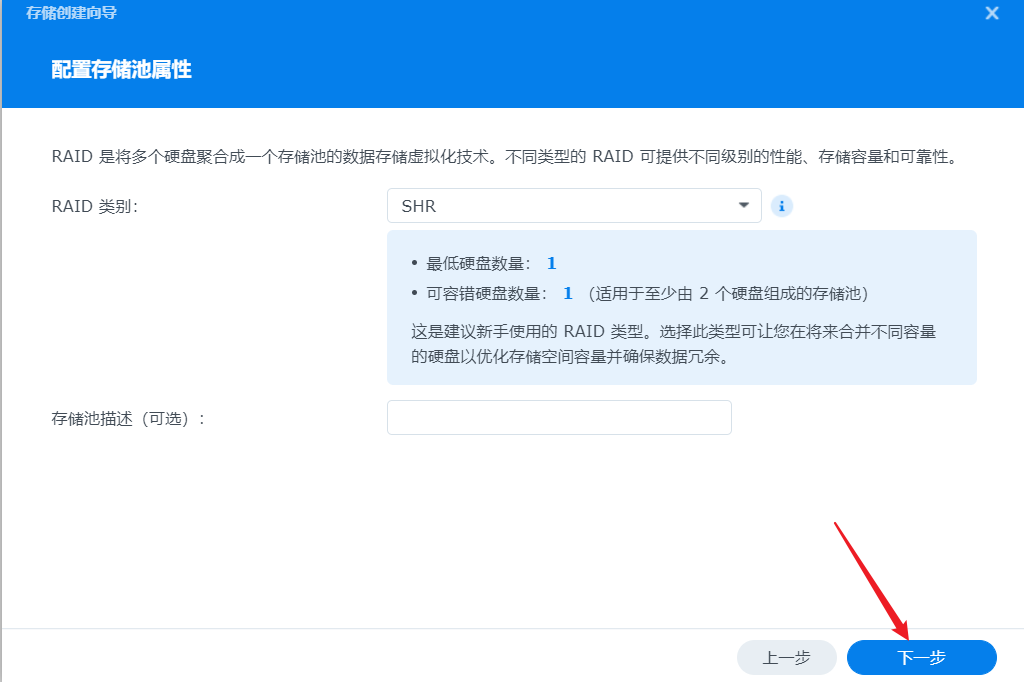 存储创建向导
配置存储池属性
RAID 是将多个硬盘聚合成一个存储池的数据存储虚拟化技术。不同类型的 RAID 可提供不同级别的性能、存储容量和可靠性。
RAID 类别:
SHR
• 最低硬盘数量: 1
• 可容错硬盘数量: 1 （适用于至少由 2 个硬盘组成的存储池）
这是建议新手使用的 RAID 类型。选择此类型可让您在将来合并不同容量
的硬盘以优化存储空间容量并确保数据冗余。
存储池描述（可选）:
上一步
下一步